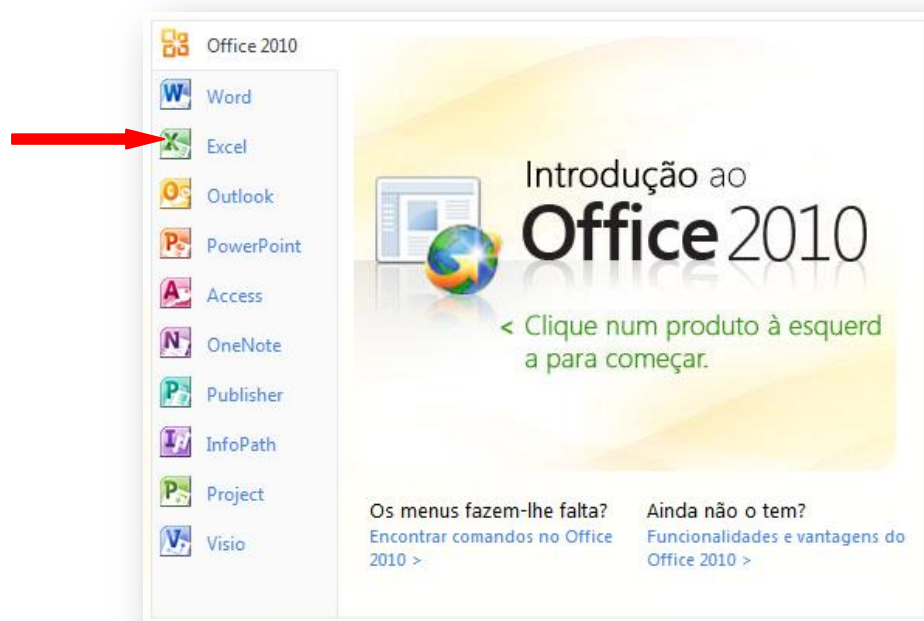 Office 2010
Word
Excel
Outlook
PowerPoint
Access
OneNote
Publisher
InfoPath
Project
Visio
Introdução ao
Office 2010
< Clique num produto à esquerd
a para começar.
Os menus fazem-lhe falta?
Encontrar comandos no Office
2010 >
Ainda não o tem?
Funcionalidades e vantagens do
Office 2010 >